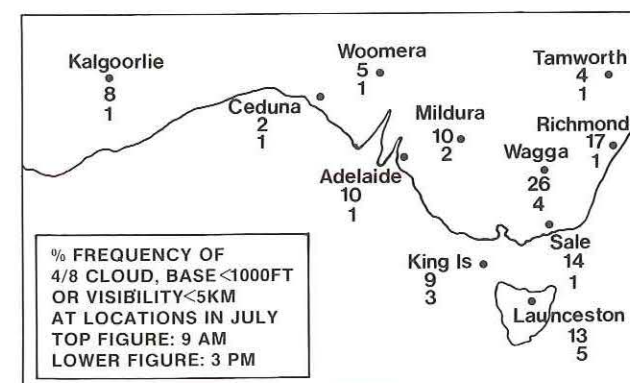 Kalgoorlie
8
1
Woomera
5
1
Tamworth
4
1
Ceduna
2
1
Mildura
10
2
Richmond
17
1
Wagga
26
4
Adelaide
10
1
Sale
14
1
King Is
9
3
Launceston
13
5
% FREQUENCY OF
4/8 CLOUD, BASE<1000FT
OR VISIBILITY<5KM
AT LOCATIONS IN JULY
TOP FIGURE: 9 AM
LOWER FIGURE: 3 PM